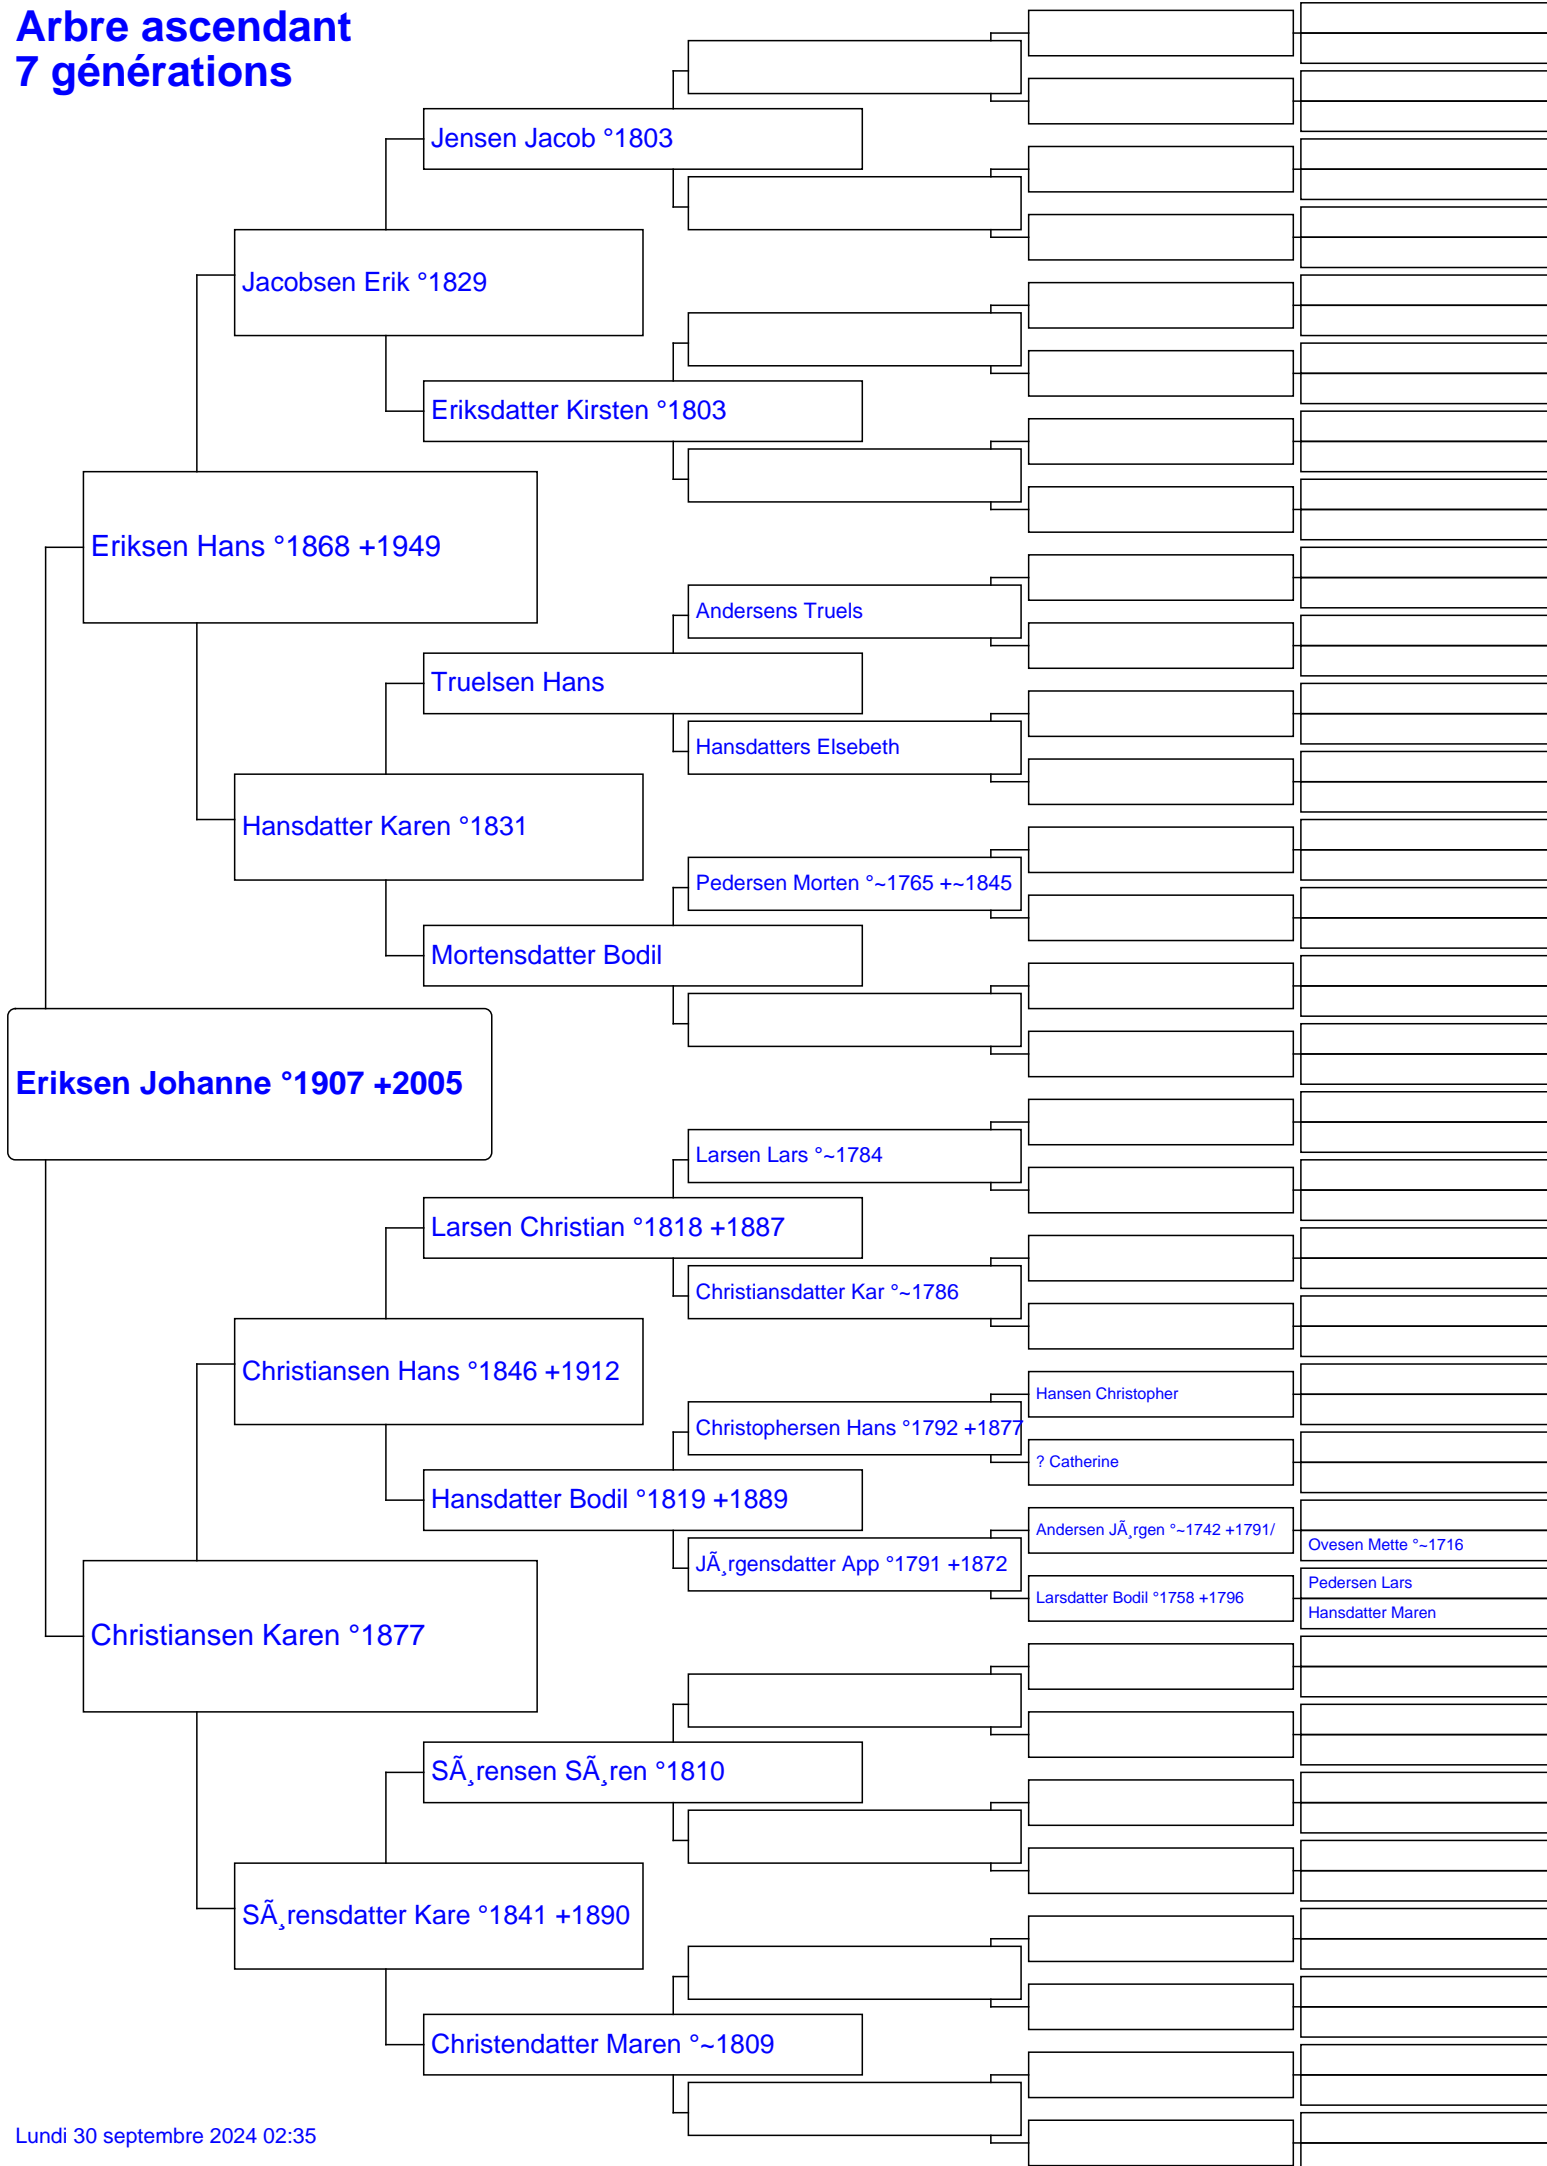 Arbre ascendant
7 générations
Jensen Jacob °1803
Jacobsen Erik °1829
Eriksdatter Kirsten °1803
Eriksen Hans °1868 +1949
Andersens Truels
Truelsen Hans
Hansdatters Elsebeth
Hansdatter Karen °1831
Pedersen Morten °~1765 +~1845
Mortensdatter Bodil
Eriksen Johanne °1907 +2005
Larsen Lars °~1784
Larsen Christian °1818 +1887
Christiansdatter Kar °~1786
Christiansen Hans °1846 +1912
Hansen Christopher
Christophersen Hans °1792 +1877
? Catherine
Hansdatter Bodil °1819 +1889
Andersen JÃ¸rgen °~1742 +1791/
Ovesen Mette °~1716
JÃ¸rgensdatter App °1791 +1872
Pedersen Lars
Larsdatter Bodil °1758 +1796
Hansdatter Maren
Christiansen Karen °1877
SÃ¸rensen SÃ¸ren °1810
SÃ¸rensdatter Kare °1841 +1890
Christendatter Maren °~1809
Lundi 30 septembre 2024 02:35